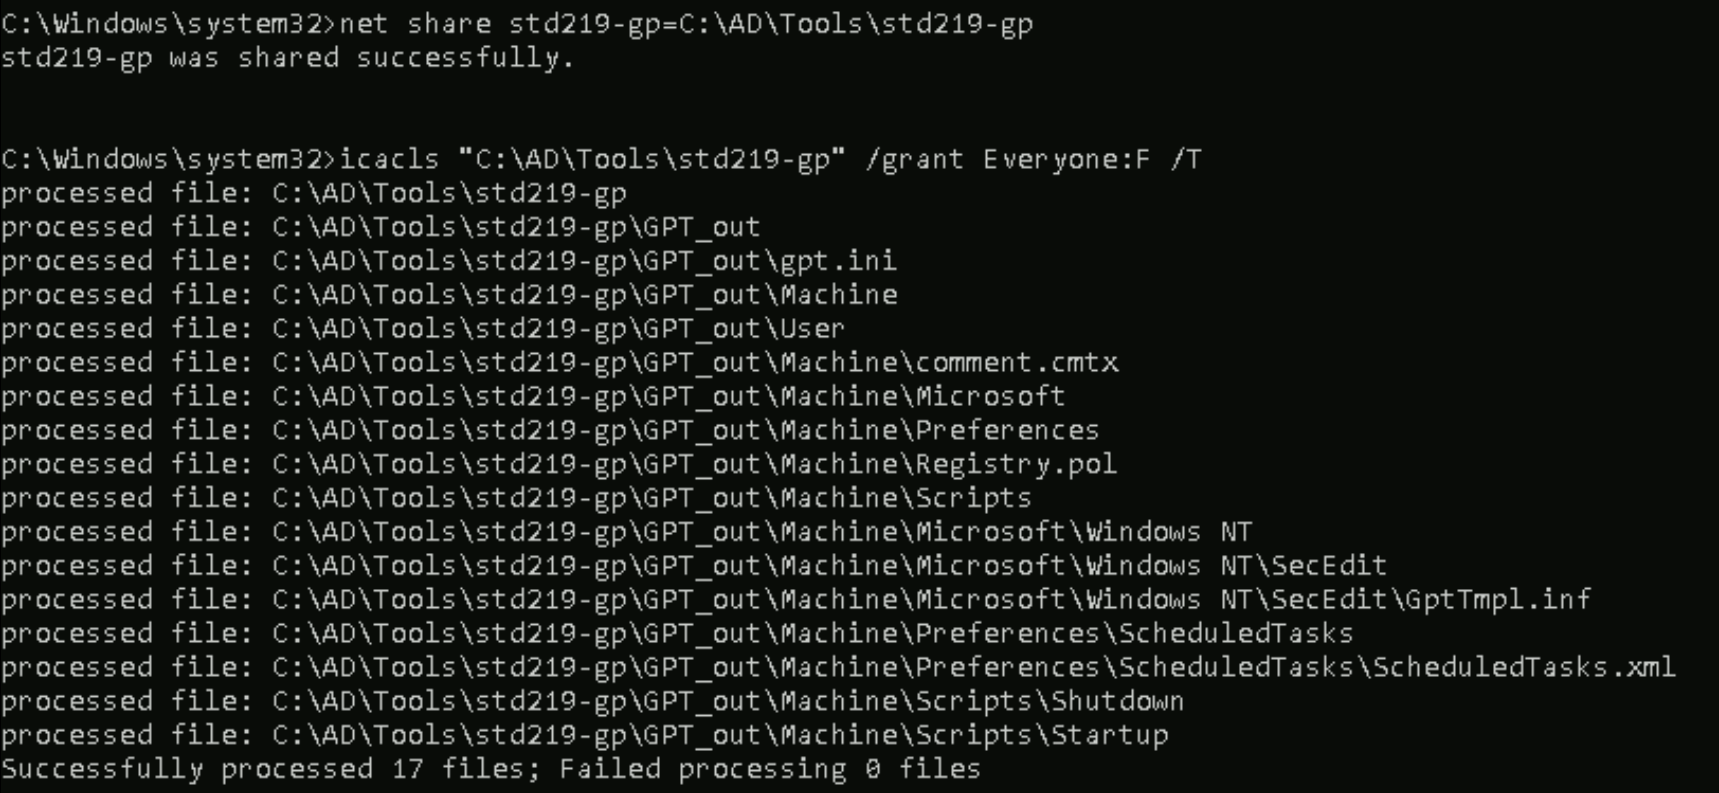 C:\Windows\system32>net share std219-gp=C:\AD\Tools\std219-gp
std219-gp was shared successfully.
C:\Windows\system32>icacls "C:\AD\Tools\std219-gp" /grant Everyone:F /T
processed file: C:\AD\Tools\std219-gp
processed file: C:\AD\Tools\std219-gp\GPT_out
processed file: C:\AD\Tools\std219-gp\GPT_out\gpt.ini
processed file: C:\AD\Tools\std219-gp\GPT_out\Machine
processed file: C:\AD\Tools\std219-gp\GPT_out\User
processed file: C:\AD\Tools\std219-gp\GPT_out\Machine\comment.cmtx
processed file: C:\AD\Tools\std219-gp\GPT_out\Machine\Microsoft
processed file: C:\AD\Tools\std219-gp\GPT_out\Machine\Preferences
processed file: C:\AD\Tools\std219-gp\GPT_out\Machine\Registry.pol
processed file: C:\AD\Tools\std219-gp\GPT_out\Machine\Scripts
processed file: C:\AD\Tools\std219-gp\GPT_out\Machine\Microsoft\Windows NT
processed file: C:\AD\Tools\std219-gp\GPT_out\Machine\Microsoft\Windows NT\SecEdit
processed file: C:\AD\Tools\std219-gp\GPT_out\Machine\Microsoft\Windows NT\SecEdit\GptTmpl.inf
processed file: C:\AD\Tools\std219-gp\GPT_out\Machine\Preferences\ScheduledTasks
processed file: C:\AD\Tools\std219-gp\GPT_out\Machine\Preferences\ScheduledTasks\ScheduledTasks.xml
processed file: C:\AD\Tools\std219-gp\GPT_out\Machine\Scripts\Shutdown
processed file: C:\AD\Tools\std219-gp\GPT_out\Machine\Scripts\Startup
Successfully processed 17 files; Failed processing 0 files